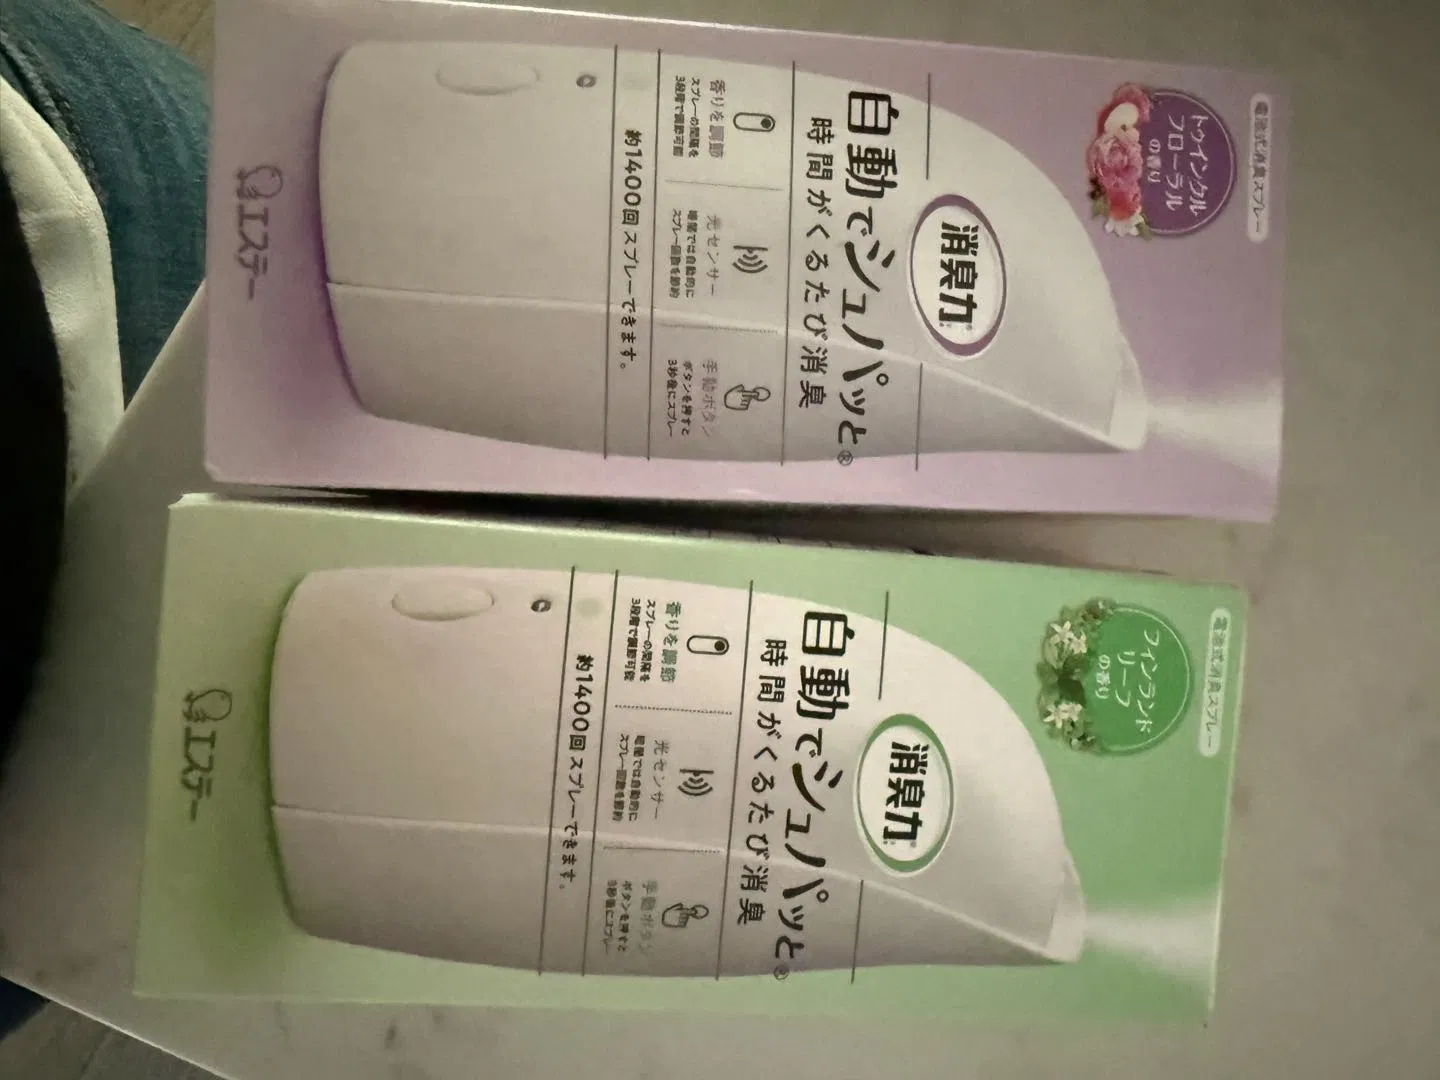 電池式消臭スプレー
トゥインクル
フローラル
の香り
消臭力
自動でシュパッと®
時間がくるたび消臭
香りを調節
スプレーの間隔を
3段階で調節可能
光センサー
暗闇では自動的に
スプレー回数を節約
手動ボタン
ボタンを押すと
3秒後にスプレー
約1400回スプレーできます。
エステー
電池式消臭スプレー
フィンランド
リーフ
の香り
消臭力
自動でシュパッと®
時間がくるたび消臭
香りを調節
スプレーの間隔を
3段階で調節可能
光センサー
暗闇では自動的に
スプレー回数を節約
手動ボタン
ボタンを押すと
3秒後にスプレー
約1400回スプレーできます。
エステー